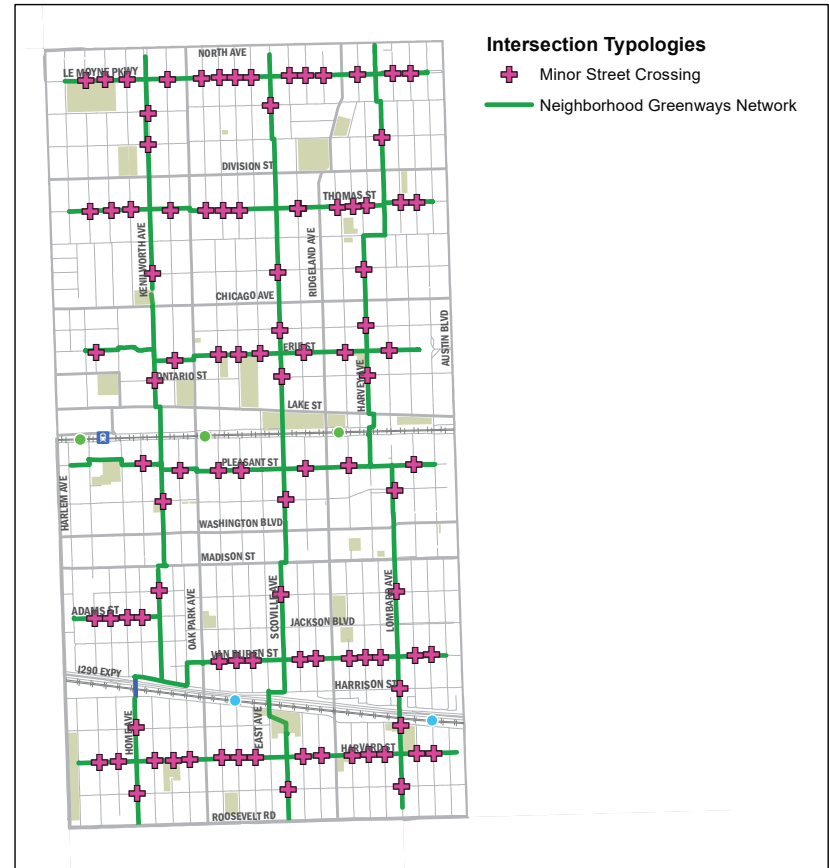 Intersection Typologies
Minor Street Crossing
Neighborhood Greenways Network
NORTH AVE
LE MOYNE PKWY
DIVISION ST
THOMAS ST
KENILWORTH AVE
RIDGELAND AVE
CHICAGO AVE
AUSTIN BLVD
ERIE ST
ONTARIO ST
HARVEY AVE
LAKE ST
PLEASANT ST
HARLEM AVE
WASHINGTON BLVD
MADISON ST
ADAMS ST
OAK PARK AVE
SCOVILLE AVE
JACKSON BLVD
LOMBARD AVE
VAN BUREN ST
I290 EXPY
HARRISON ST
HOME AVE
EAST AVE
HARVARD ST
ROOSEVELT RD